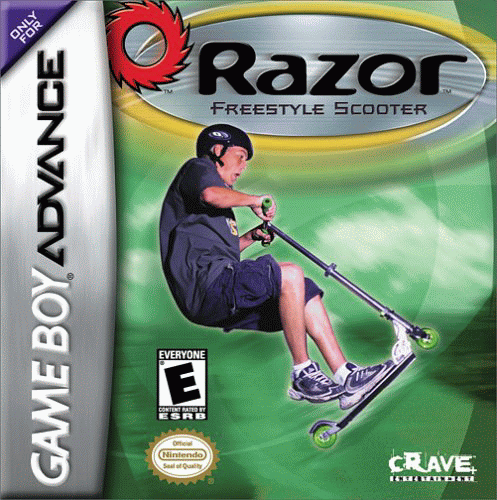 ONLY
FOR
GAME BOY ADVANCE
Razor™
FREESTYLE SCOOTER
EVERYONE
E
CONTENT RATED BY
ESRB
Official
Nintendo
Seal of Quality
CRAVE
ENTERTAINMENT